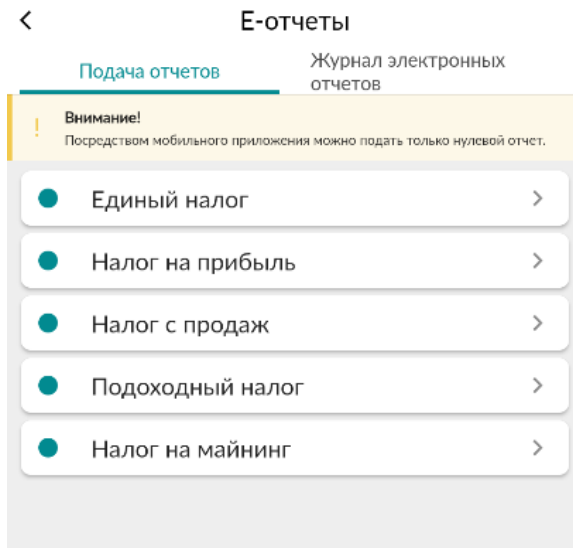 Е-отчеты
Подача отчетов
Журнал электронных
отчетов
!
Внимание!
Посредством мобильного приложения можно подать только нулевой отчет.
Единый налог
Налог на прибыль
Налог с продаж
Подоходный налог
Налог на майнинг